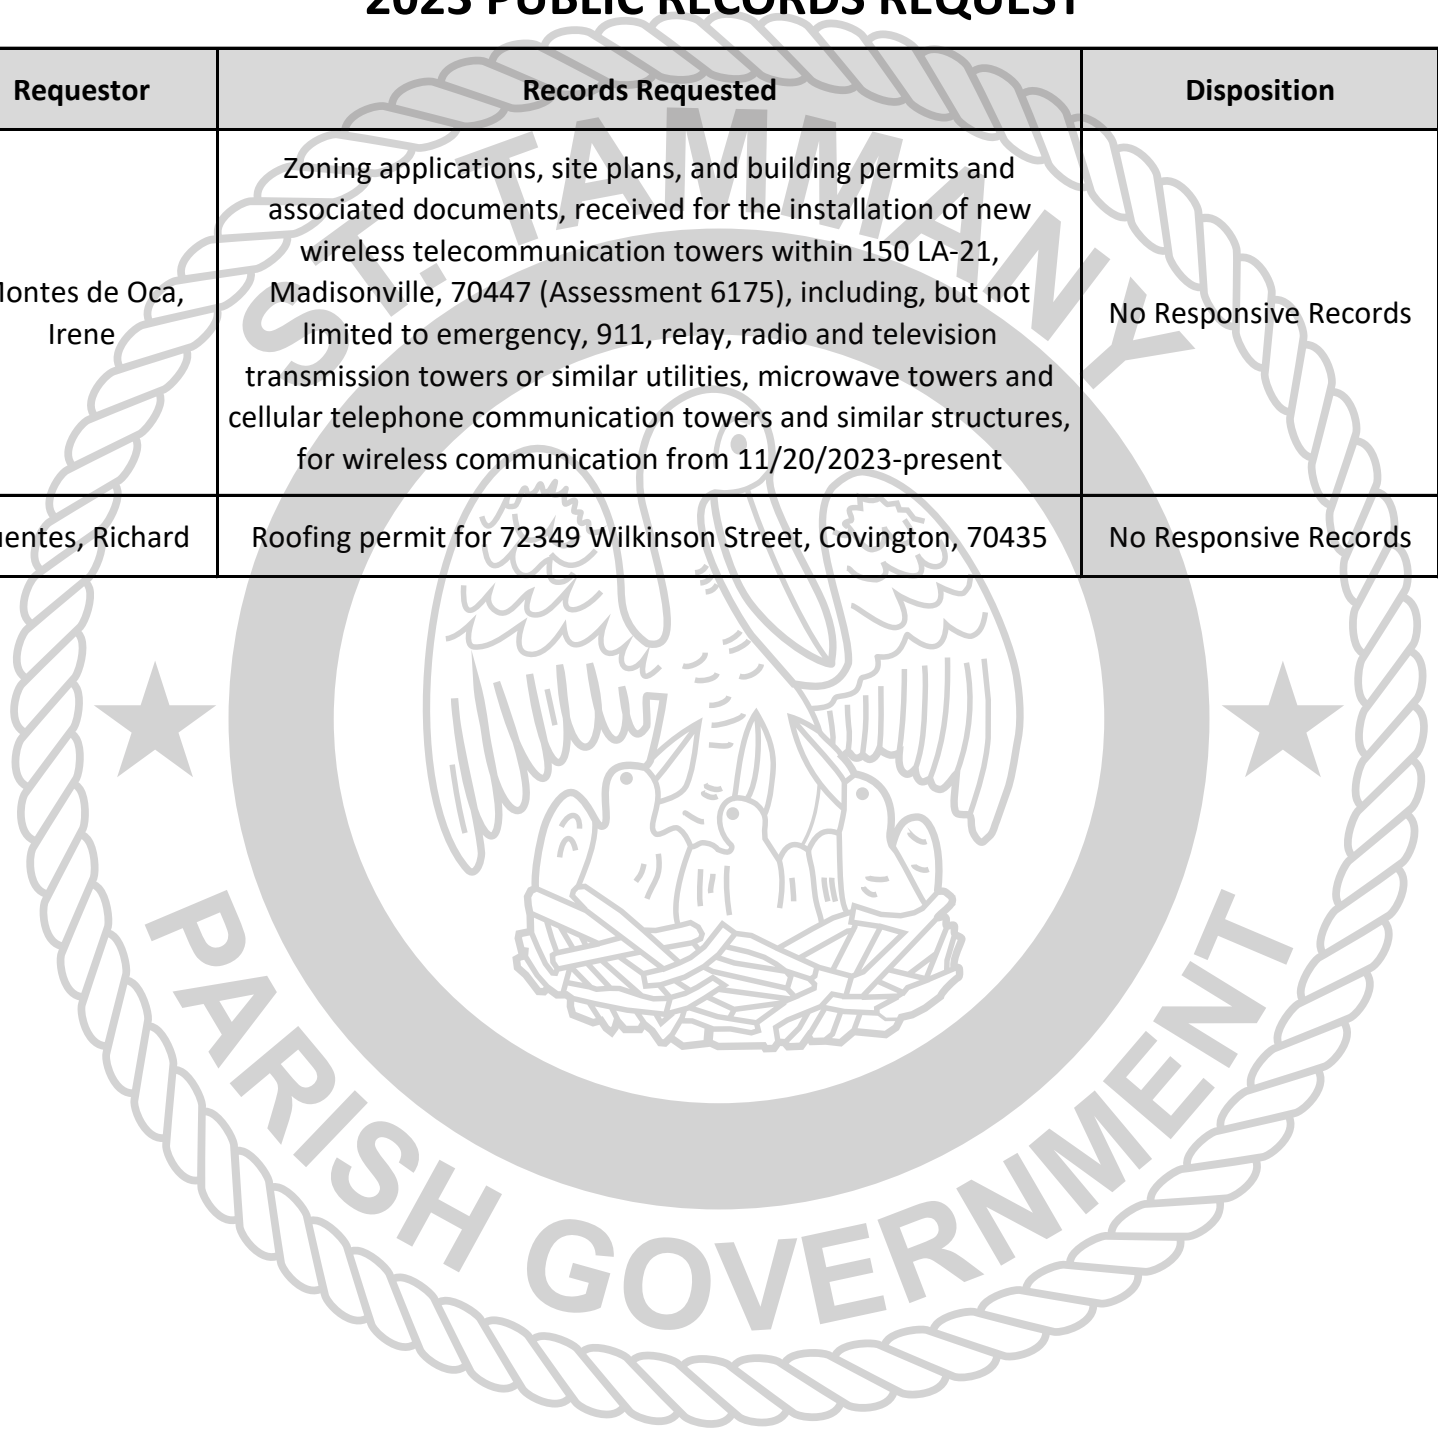 2023 PUBLIC RECORDS REQUEST
Requestor
Records Requested
Disposition
Montes de Oca,
Irene
Zoning applications, site plans, and building permits and
associated documents, received for the installation of new
wireless telecommunication towers within 150 LA-21,
Madisonville, 70447 (Assessment 6175), including, but not
limited to emergency, 911, relay, radio and television
transmission towers or similar utilities, microwave towers and
cellular telephone communication towers and similar structures,
for wireless communication from 11/20/2023-present
No Responsive Records
Richard
Roofing permit for 72349 Wilkinson Street, Covington, 70435
No Responsive Records
ST. TAMMANY
PARISH GOVERNMENT